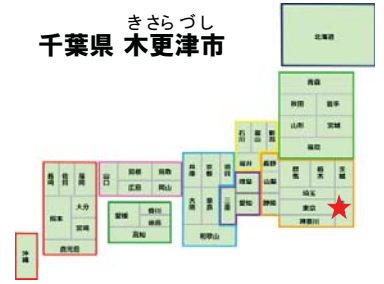 きさらづし
千葉県 木更津市
北海道
青森
秋田 岩手
山形 宮城
福島
石川 富山 新潟
福井 長野
岐阜 山梨
愛知 静岡
群馬 栃木 茨城
埼玉
東京
神奈川
兵庫 京都 滋賀
大阪 奈良 三重
和歌山
山口 島根 鳥取
広島 岡山
愛媛 香川
徳島
高知
長崎 佐賀 福岡
熊本 大分
宮崎
鹿児島
沖縄